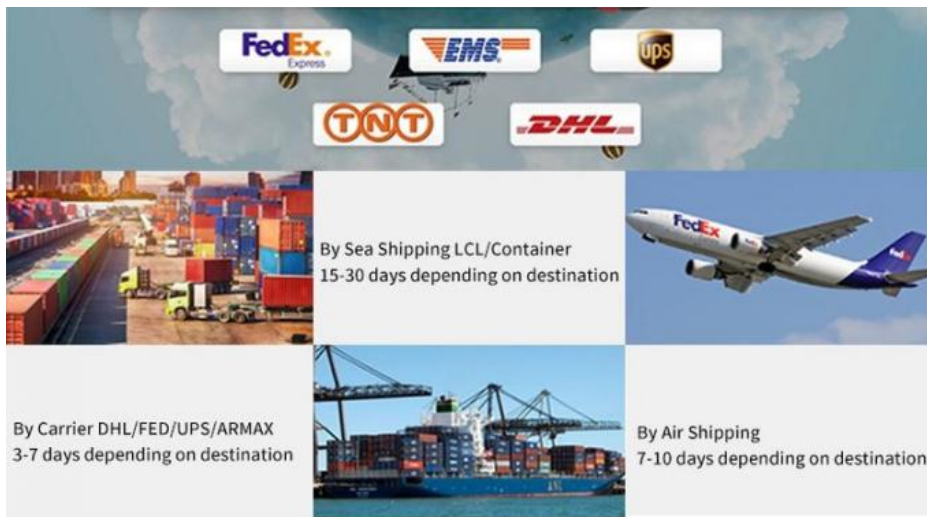 FedEx
Express
EMS
ups
TNT
DHL
By Sea Shipping LCL/Container
15-30 days depending on destination
FedEx
FedEx
By Carrier DHL/FED/UPS/ARMAX
3-7 days depending on destination
By Air Shipping
7-10 days depending on destination